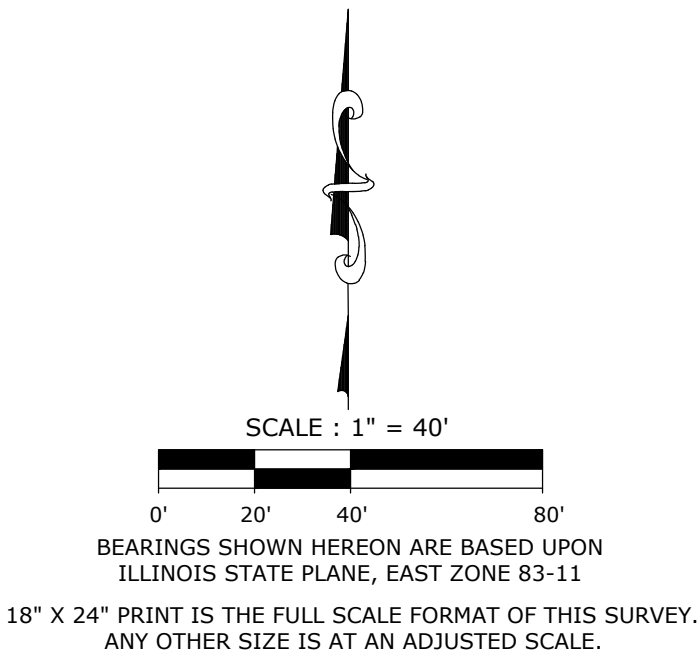 SCALE : 1" = 40'
0' 20' 40' 80'
BEARINGS SHOWN HEREON ARE BASED UPON
ILLINOIS STATE PLANE, EAST ZONE 83-11
18" X 24" PRINT IS THE FULL SCALE FORMAT OF THIS SURVEY.
ANY OTHER SIZE IS AT AN ADJUSTED SCALE.